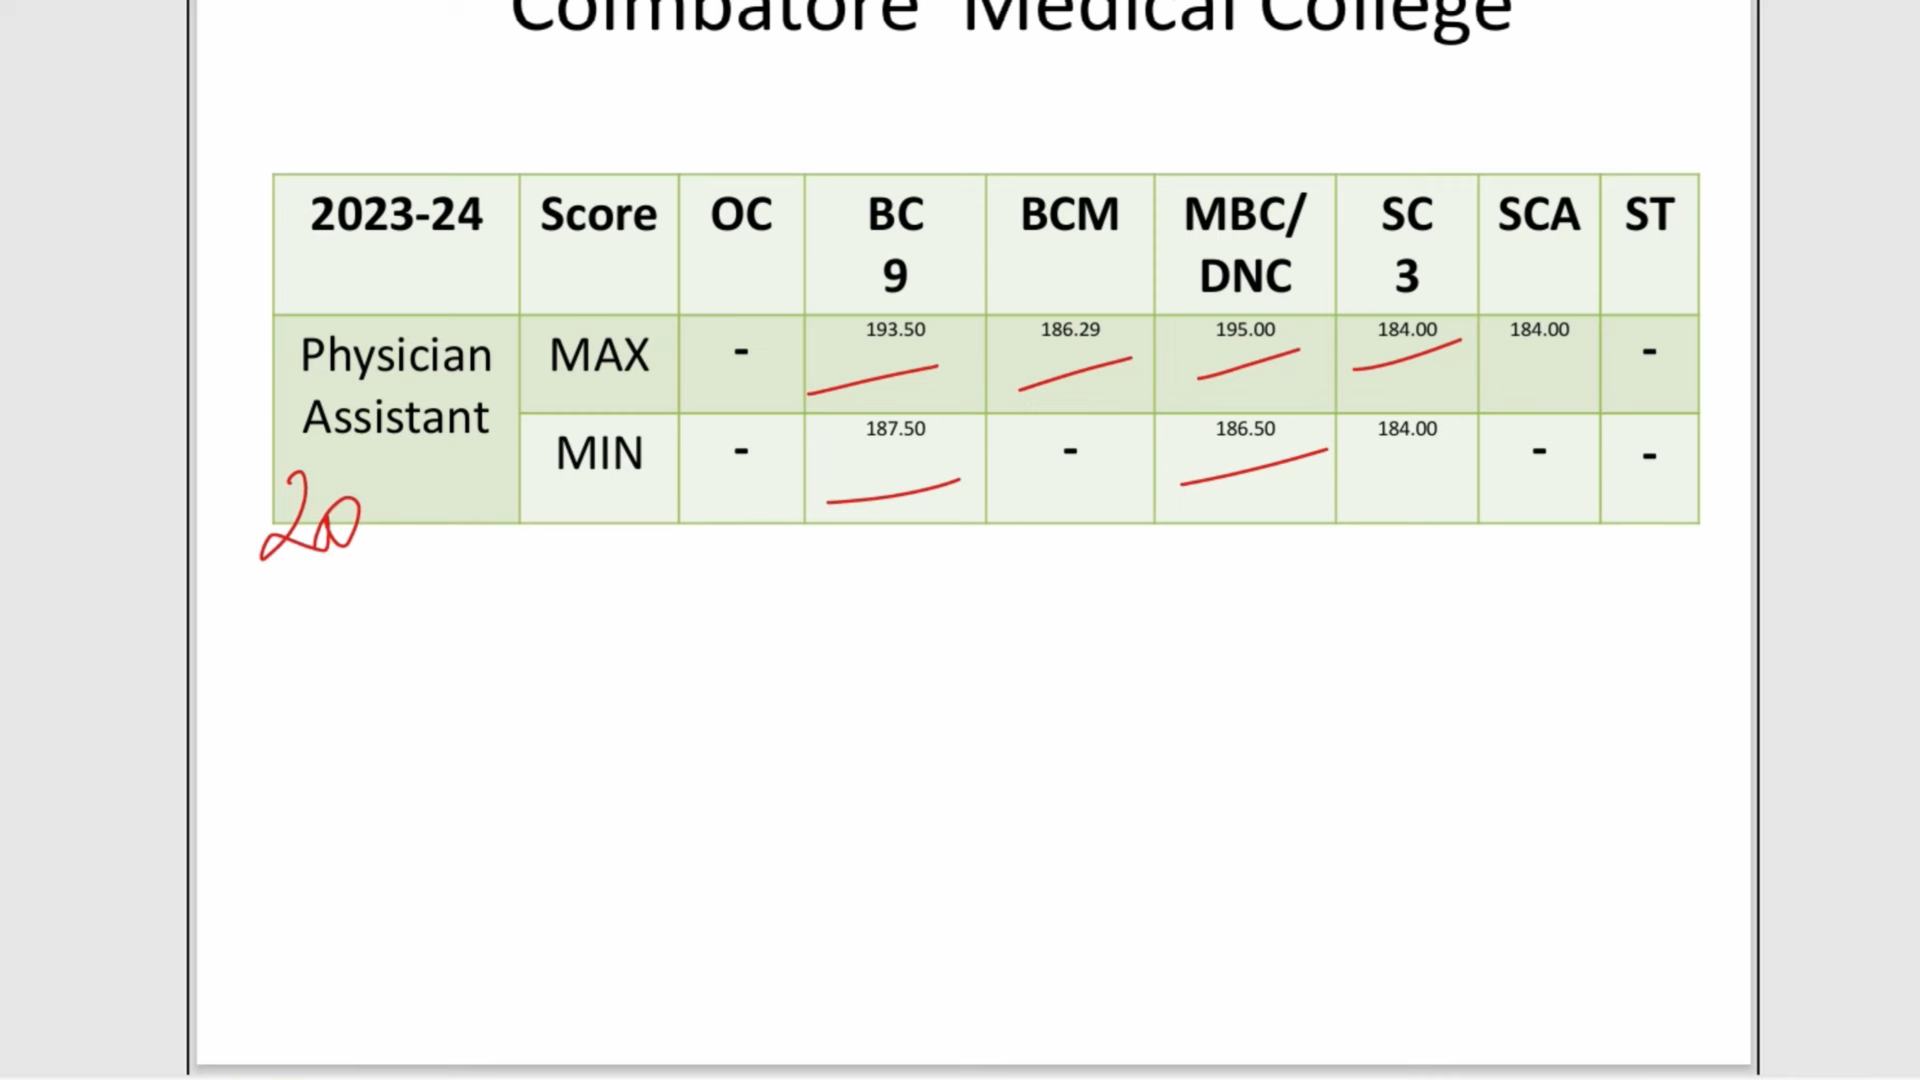 Coimbatore Medical College
2023-24 Score OC BC BCM MBC/ SC SCA ST
9 DNC 3
Physician MAX - 193.50 186.29 195.00 184.00 184.00 -
Assistant
MIN - 187.50 - 186.50 184.00 - -
20